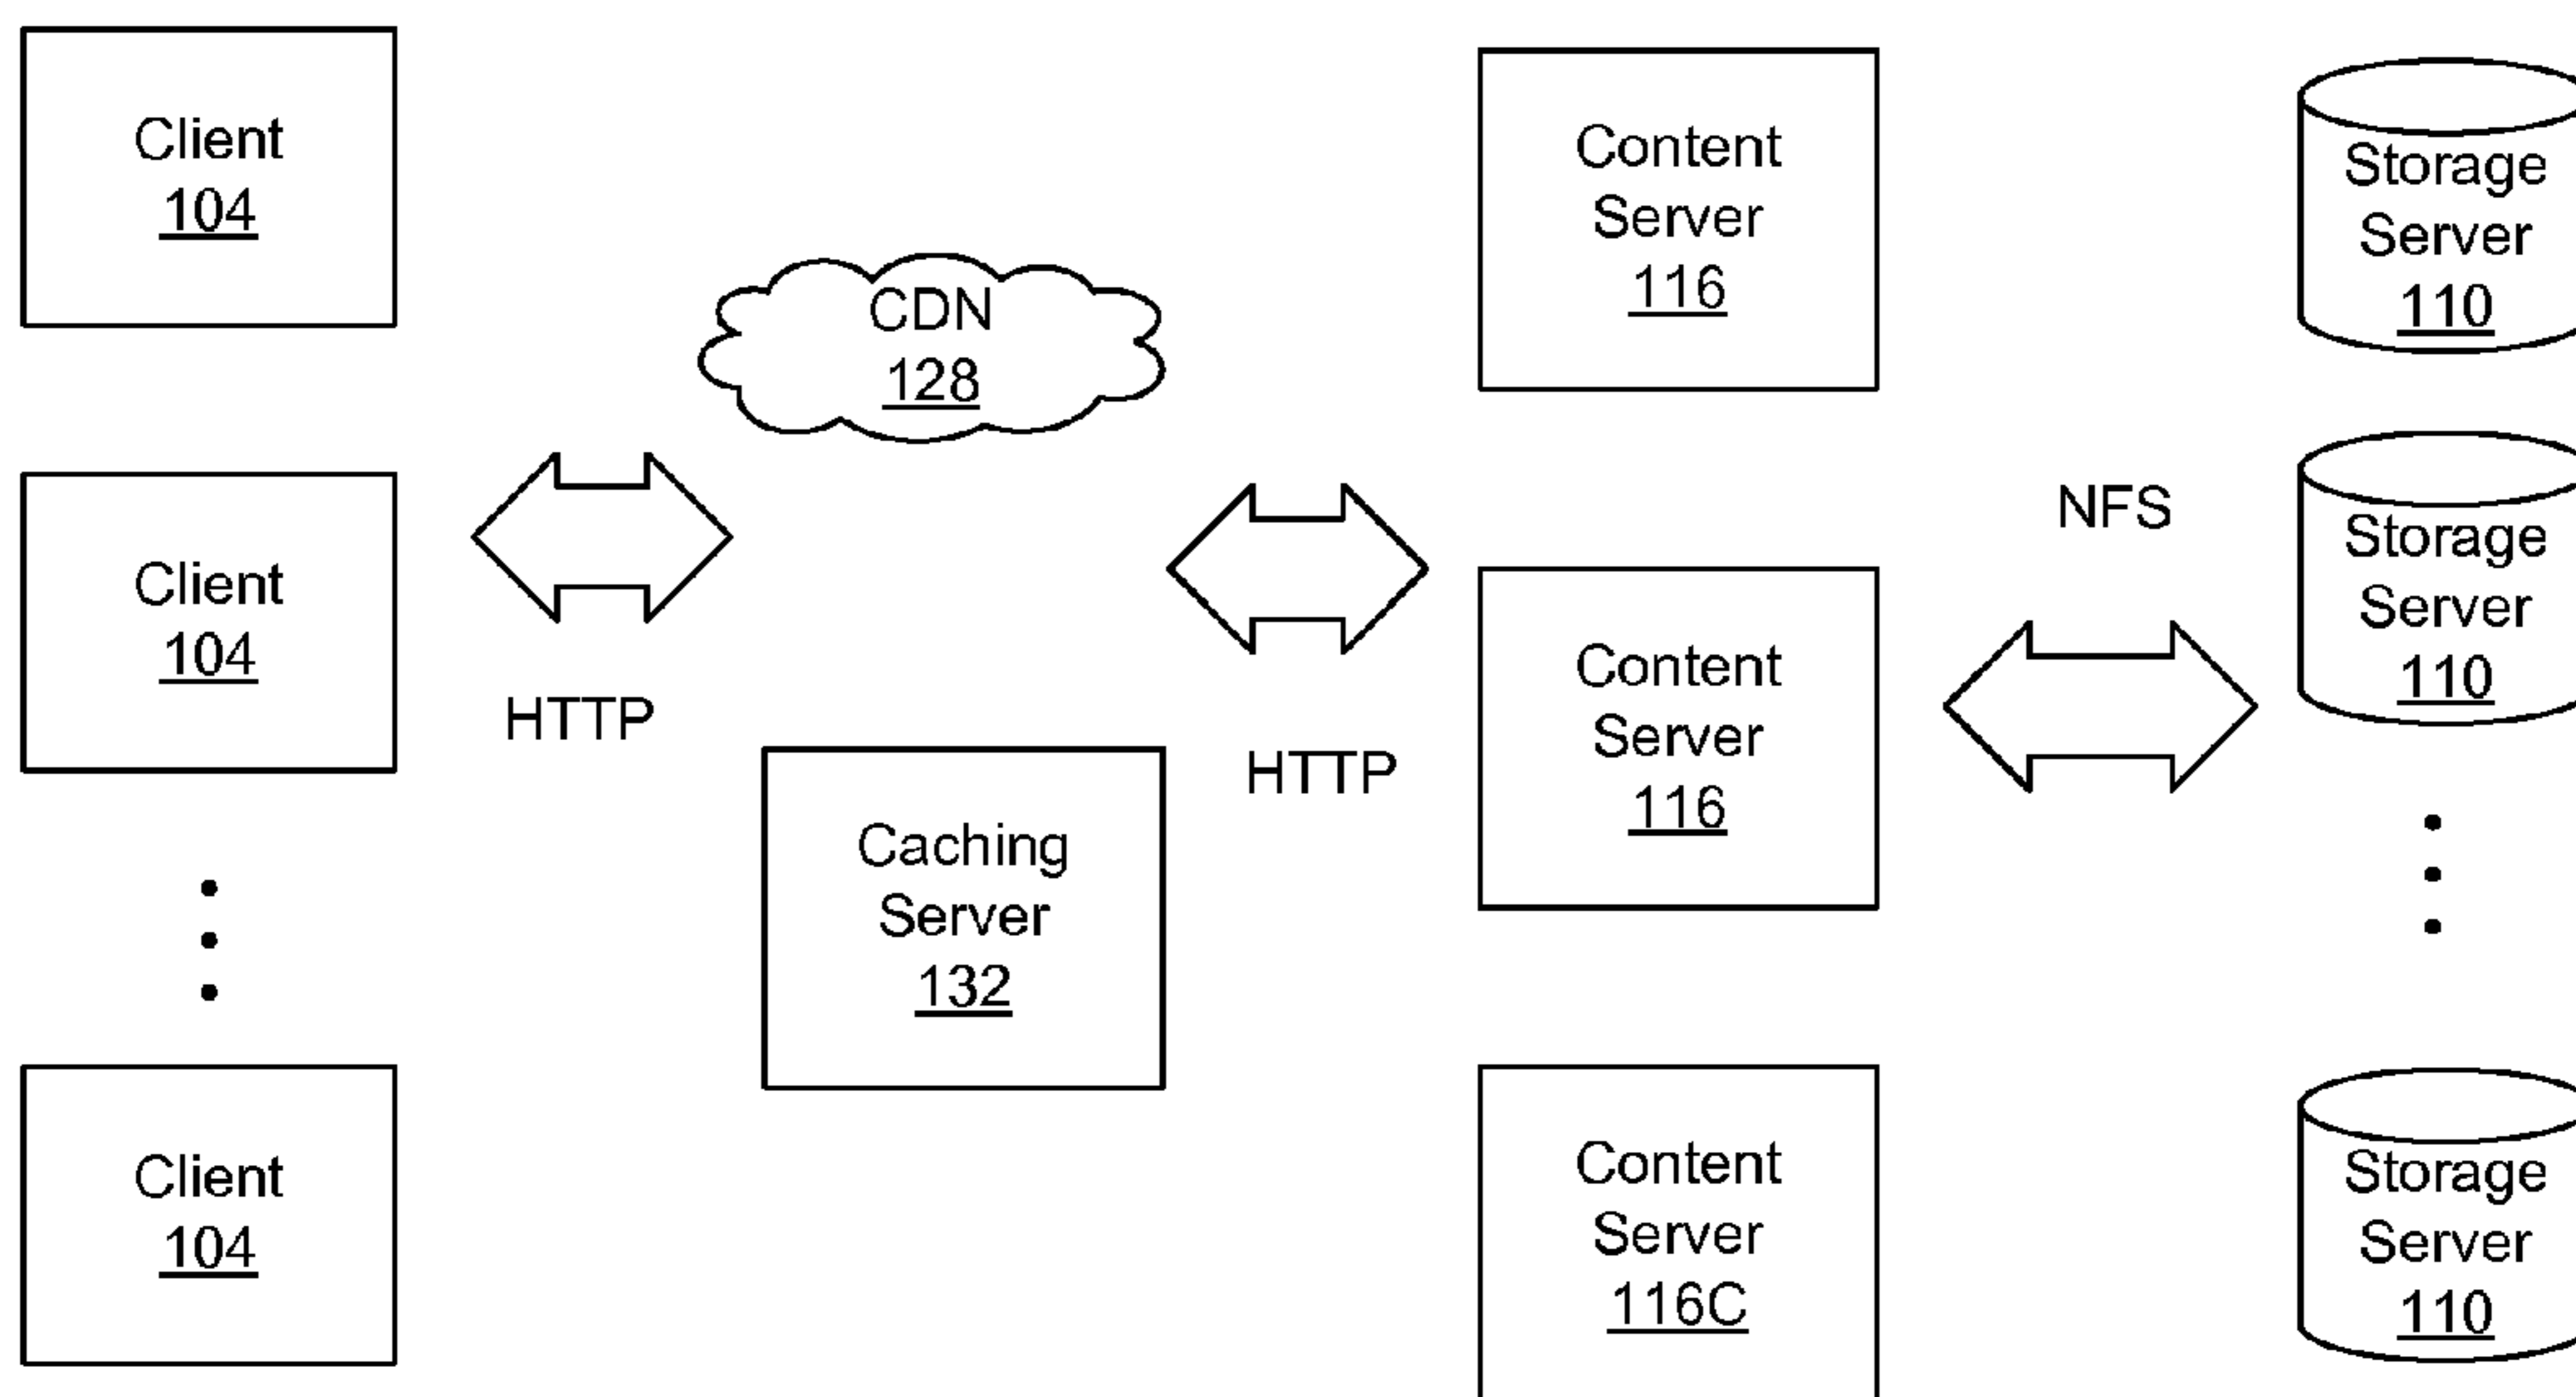 Client
104
Client
104
Client
104
CDN
128
HTTP
Caching
Server
132
HTTP
Content
Server
116
Content
Server
116
Content
Server
116C
NFS
Storage
Server
110
Storage
Server
110
Storage
Server
110